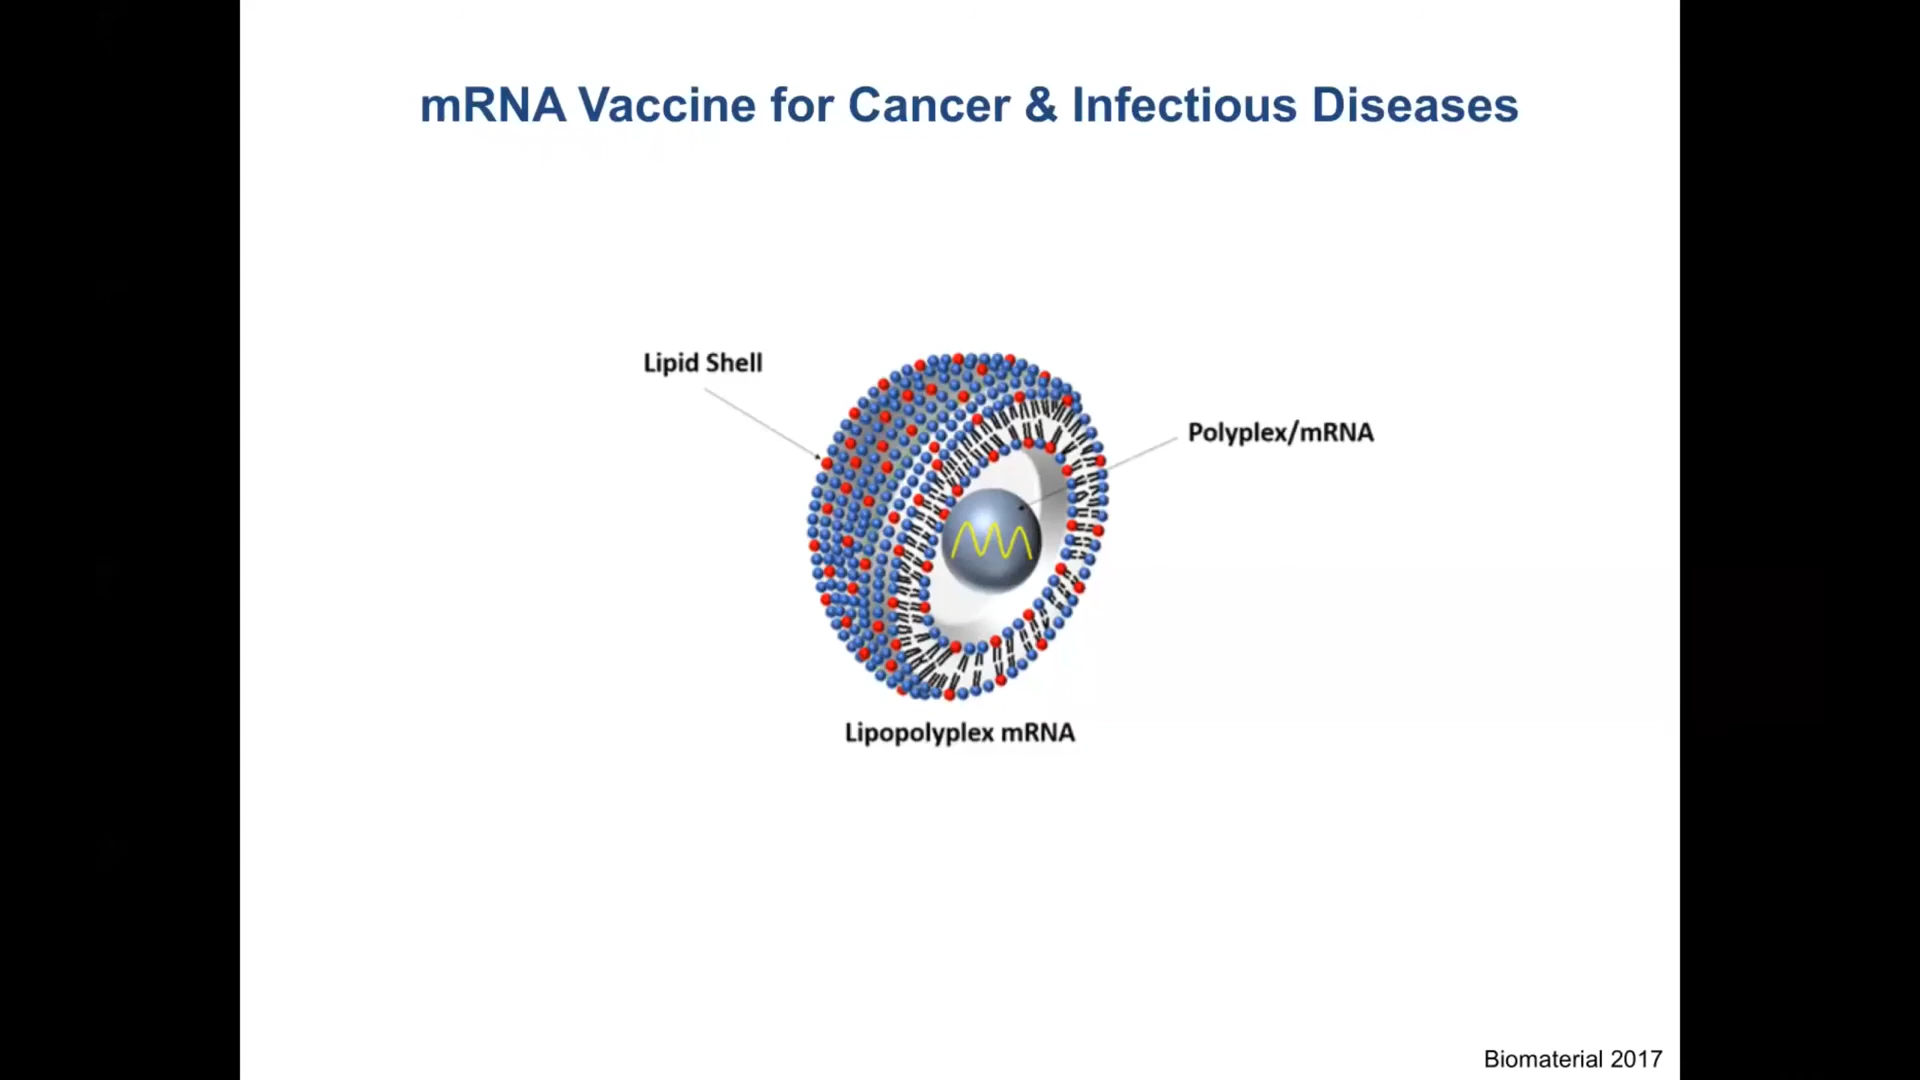 mRNA Vaccine for Cancer & Infectious Diseases
Lipid Shell
Polyplex/mRNA
Lipopolyplex mRNA
Biomaterial 2017